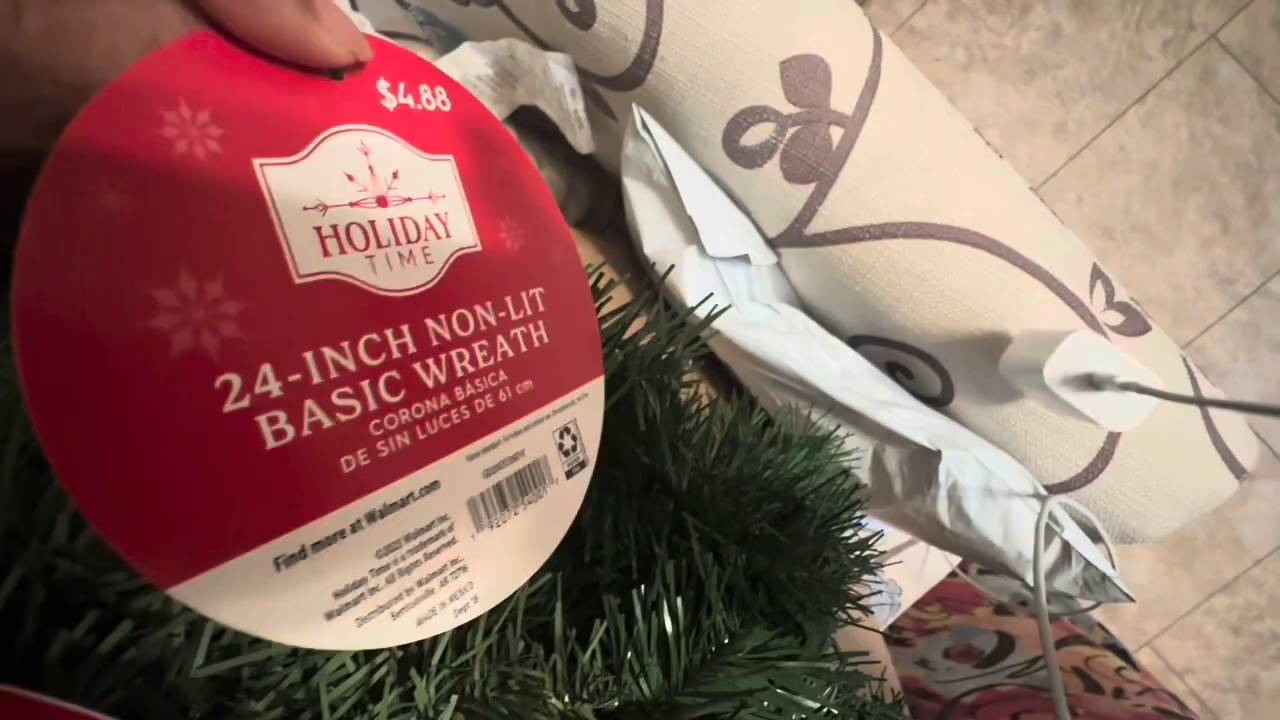 $4.88
HOLIDAY
TIME
24-INCH NON-LIT
BASIC WREATH
CORONA BÁSICA
DE SIN LUCES DE 61 cm
Find more at Walmart.com
Walmart Inc.
Holiday Time is a trademark of
Walmart Inc. All Rights Reserved.
Distributed by Walmart Inc.,
Bentonville, AR 72716
MADE IN MEXICO